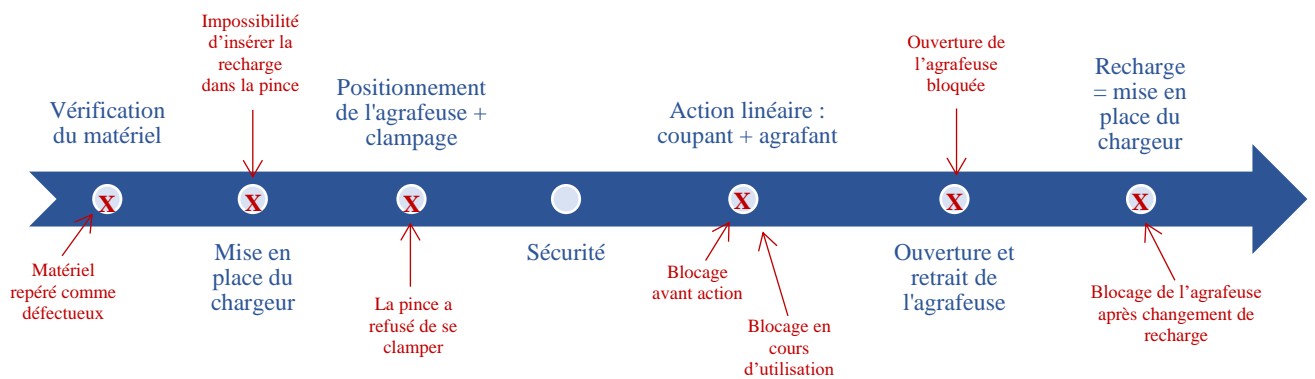 Vérification
du matériel
X
Matériel
repéré comme
défectueux
Impossibilité
d’insérer la
recharge
dans la pince
X
Mise en
place du
chargeur
Positionnement
de l'agrafeuse +
clampage
X
La pince a
refusé de se
clamper
Sécurité
Action linéaire :
coupant + agrafant
X
Blocage
avant action
Blocage en
cours
d’utilisation
Ouverture de
l’agrafeuse
bloquée
X
Ouverture et
retrait de
l'agrafeuse
Recharge
= mise en
place du
chargeur
X
Blocage de l’agrafeuse
après changement de
recharge